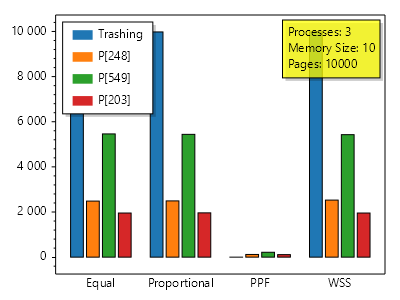 10 000
8 000
6 000
4 000
2 000
0
Trashing
P[248]
P[549]
P[203]
Processes: 3
Memory Size: 10
Pages: 10000
Equal
Proportional
PPF
WSS